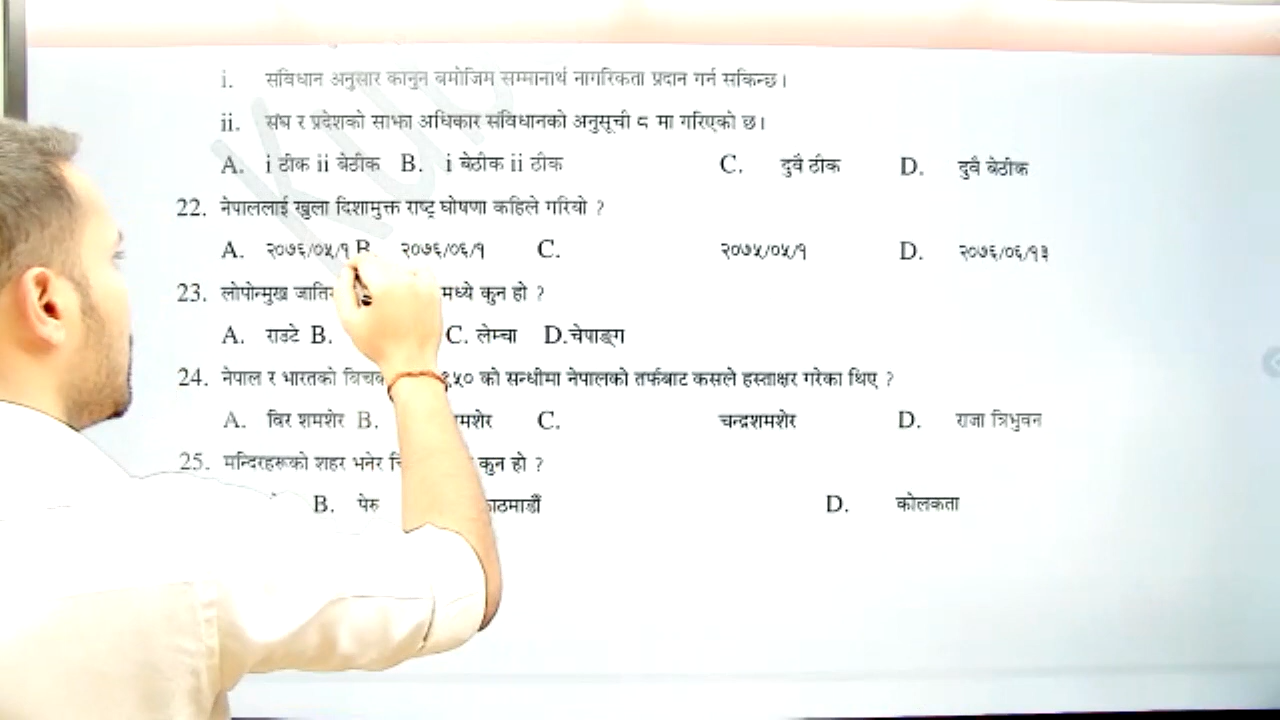 i. संविधान अनुसार कानुन बमोजिम सम्मानार्थ नागरिकता प्रदान गर्न सकिन्छ।
ii. संघ र प्रदेशको साझा अधिकार संविधानको अनुसूची ८ मा गरिएको छ।
A. i ठीक ii बेठीक B. i बेठीक ii ठीक C. दुवै ठीक D. दुवै बेठीक
22. नेपाललाई खुला दिशामुक्त राष्ट्र घोषणा कहिले गरियो ?
A. २०७६/०५/१ B. २०७६/०६/१ C. २०७५/०५/१ D. २०७६/०६/१३
23. लोपोन्मुख मध्ये कुन हो ?
A. राउटे B. C. लेम्चा D.चेपाङ्ग
24. नेपाल र भारतको को सन्धीमा नेपालको तर्फबाट कसले हस्ताक्षर गरेका थिए ?
A. विर शमशेर B. C. चन्द्रशमशेर D. राजा त्रिभुवन
25. मन्दिरहरूको शहर भनेर कुन हो ?
B. पेरु D. कोलकता